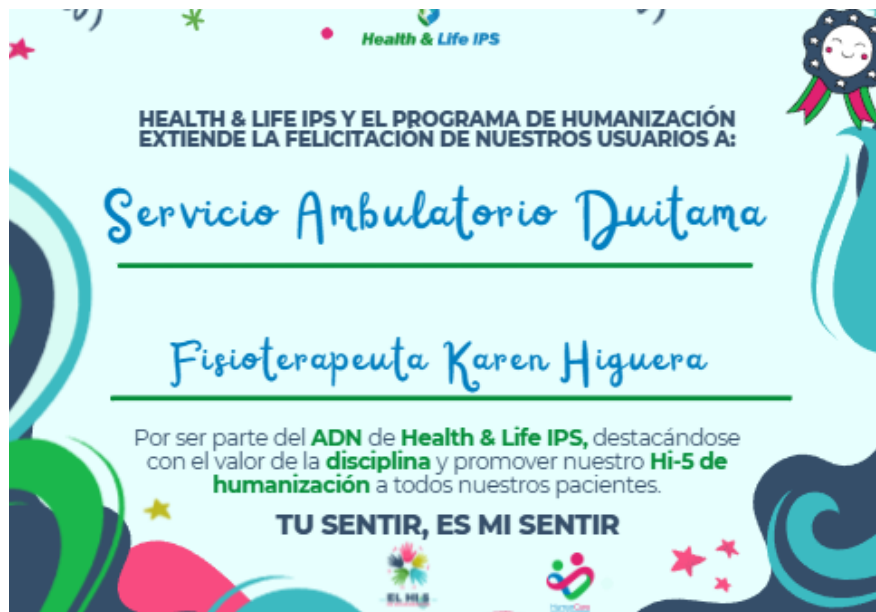 Health & Life IPS
HEALTH & LIFE IPS Y EL PROGRAMA DE HUMANIZACIÓN
EXTIENDE LA FELICITACIÓN DE NUESTROS USUARIOS A:
Servicio Ambulatorio Duitama
Fisioterapeuta Karen Higuera
Por ser parte del ADN de Health & Life IPS, destacándose
con el valor de la disciplina y promover nuestro Hi-5 de
humanización a todos nuestros pacientes.
TU SENTIR, ES MI SENTIR
EL HI-5
HumanCare